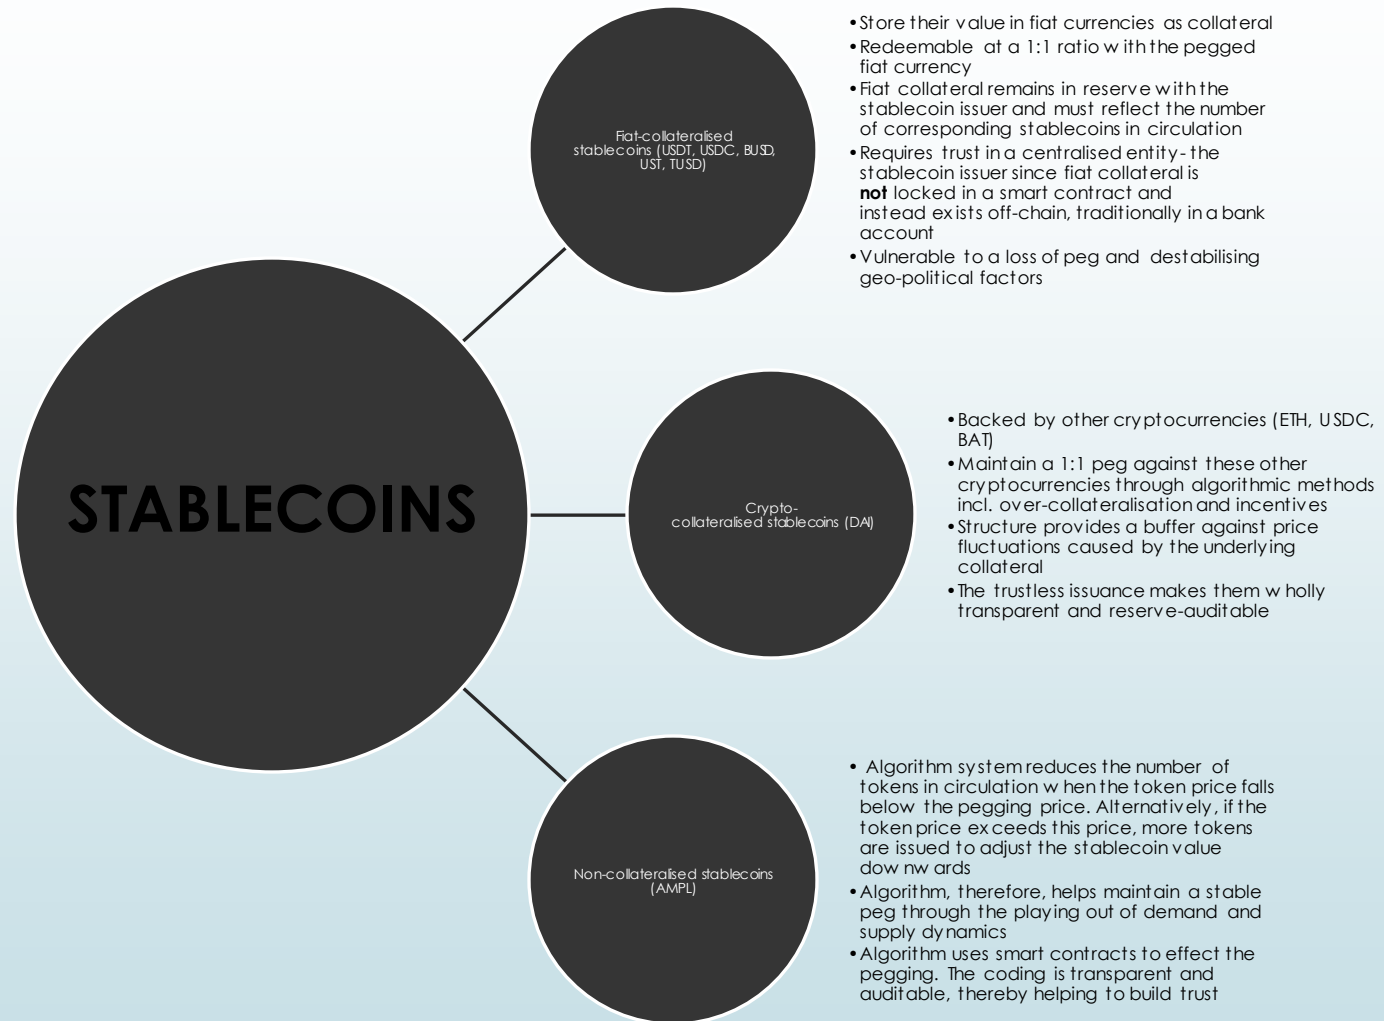 STABLECOINS
Fiat-collateralised
stablecoins (USDT, USDC, BUSD,
UST, TUSD)
•Store their value in fiat currencies as collateral
•Redeemable at a 1:1 ratio with the pegged
fiat currency
•Fiat collateral remains in reserve with the
stablecoin issuer and must reflect the number
of corresponding stablecoins in circulation
•Requires trust in a centralised entity- the
stablecoin issuer since fiat collateral is
not locked in a smart contract and
instead exists off-chain, traditionally in a bank
account
•Vulnerable to a loss of peg and destabilising
geo-political factors
Crypto-
collateralised stablecoins (DAI)
•Backed by other cryptocurrencies (ETH, USDC,
BAT)
•Maintain a 1:1 peg against these other
cryptocurrencies through algorithmic methods
incl. over-collateralisation and incentives
•Structure provides a buffer against price
fluctuations caused by the underlying
collateral
•The trustless issuance makes them wholly
transparent and reserve-auditable
Non-collateralised stablecoins
(AMPL)
• Algorithm system reduces the number of
tokens in circulation when the token price falls
below the pegging price. Alternatively, if the
token price exceeds this price, more tokens
are issued to adjust the stablecoin value
downwards
•Algorithm, therefore, helps maintain a stable
peg through the playing out of demand and
supply dynamics
•Algorithm uses smart contracts to effect the
pegging. The coding is transparent and
auditable, thereby helping to build trust